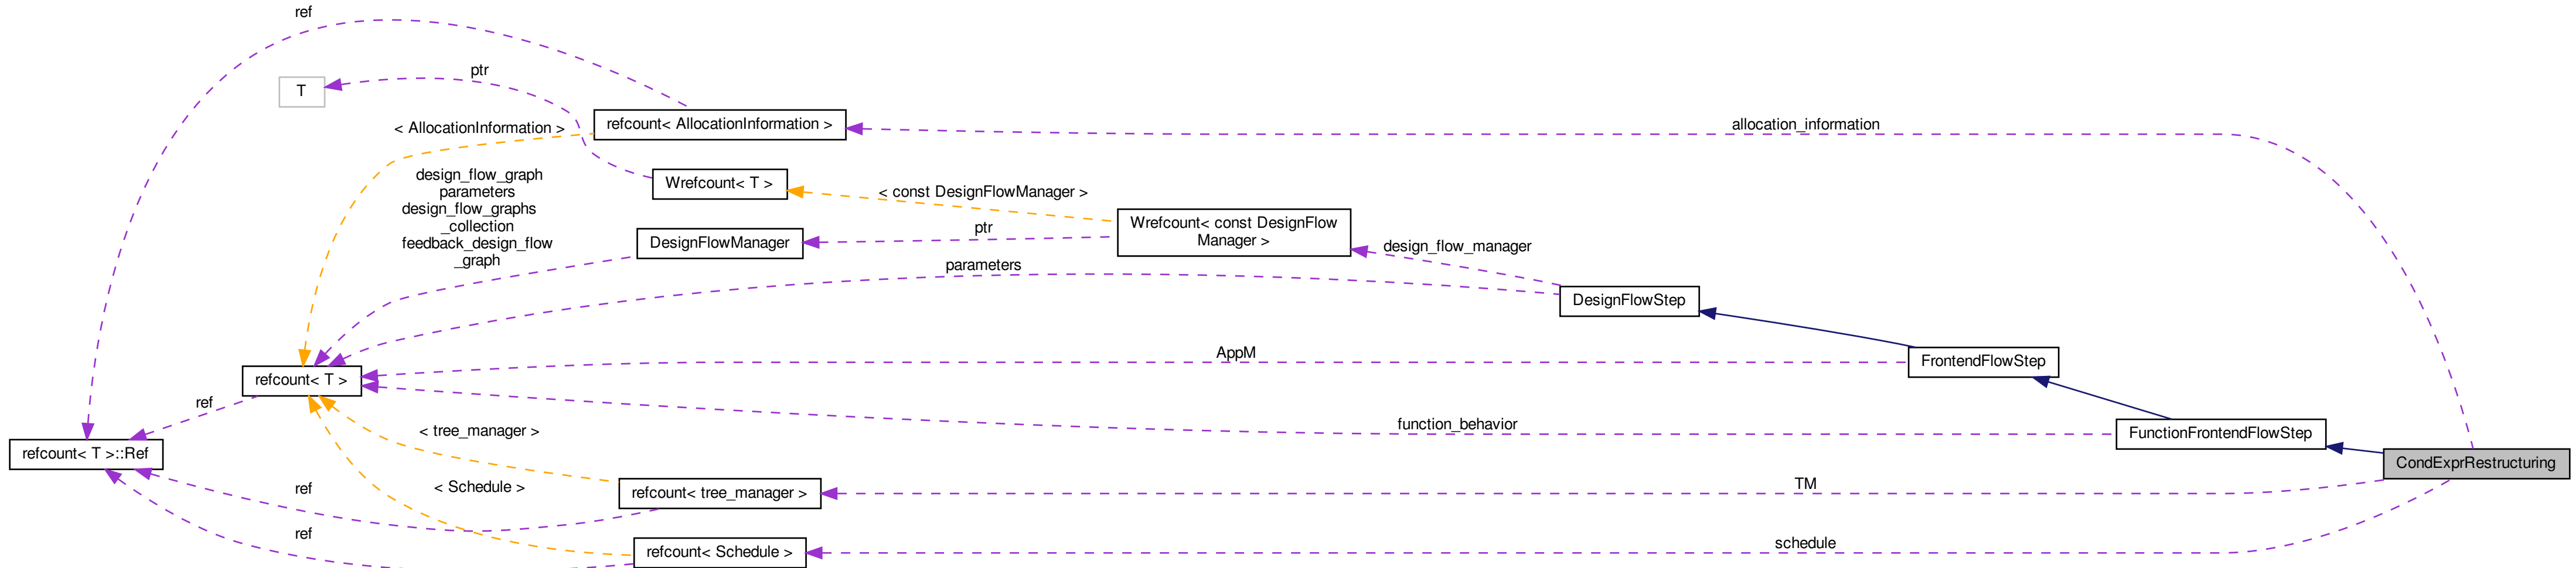 ref
ptr
T
refcount< AllocationInformation >
allocation_information
< AllocationInformation >
design_flow_graph
parameters
design_flow_graphs
_collection
feedback_design_flow
_graph
Wrefcount< T >
< const DesignFlowManager >
Wrefcount< const DesignFlow
Manager >
ptr
DesignFlowManager
design_flow_manager
parameters
DesignFlowStep
AppM
FrontendFlowStep
refcount< T >
ref
function_behavior
FunctionFrontendFlowStep
< tree_manager >
refcount< T >::Ref
CondExprRestructuring
ref
< Schedule >
refcount< tree_manager >
TM
ref
refcount< Schedule >
schedule